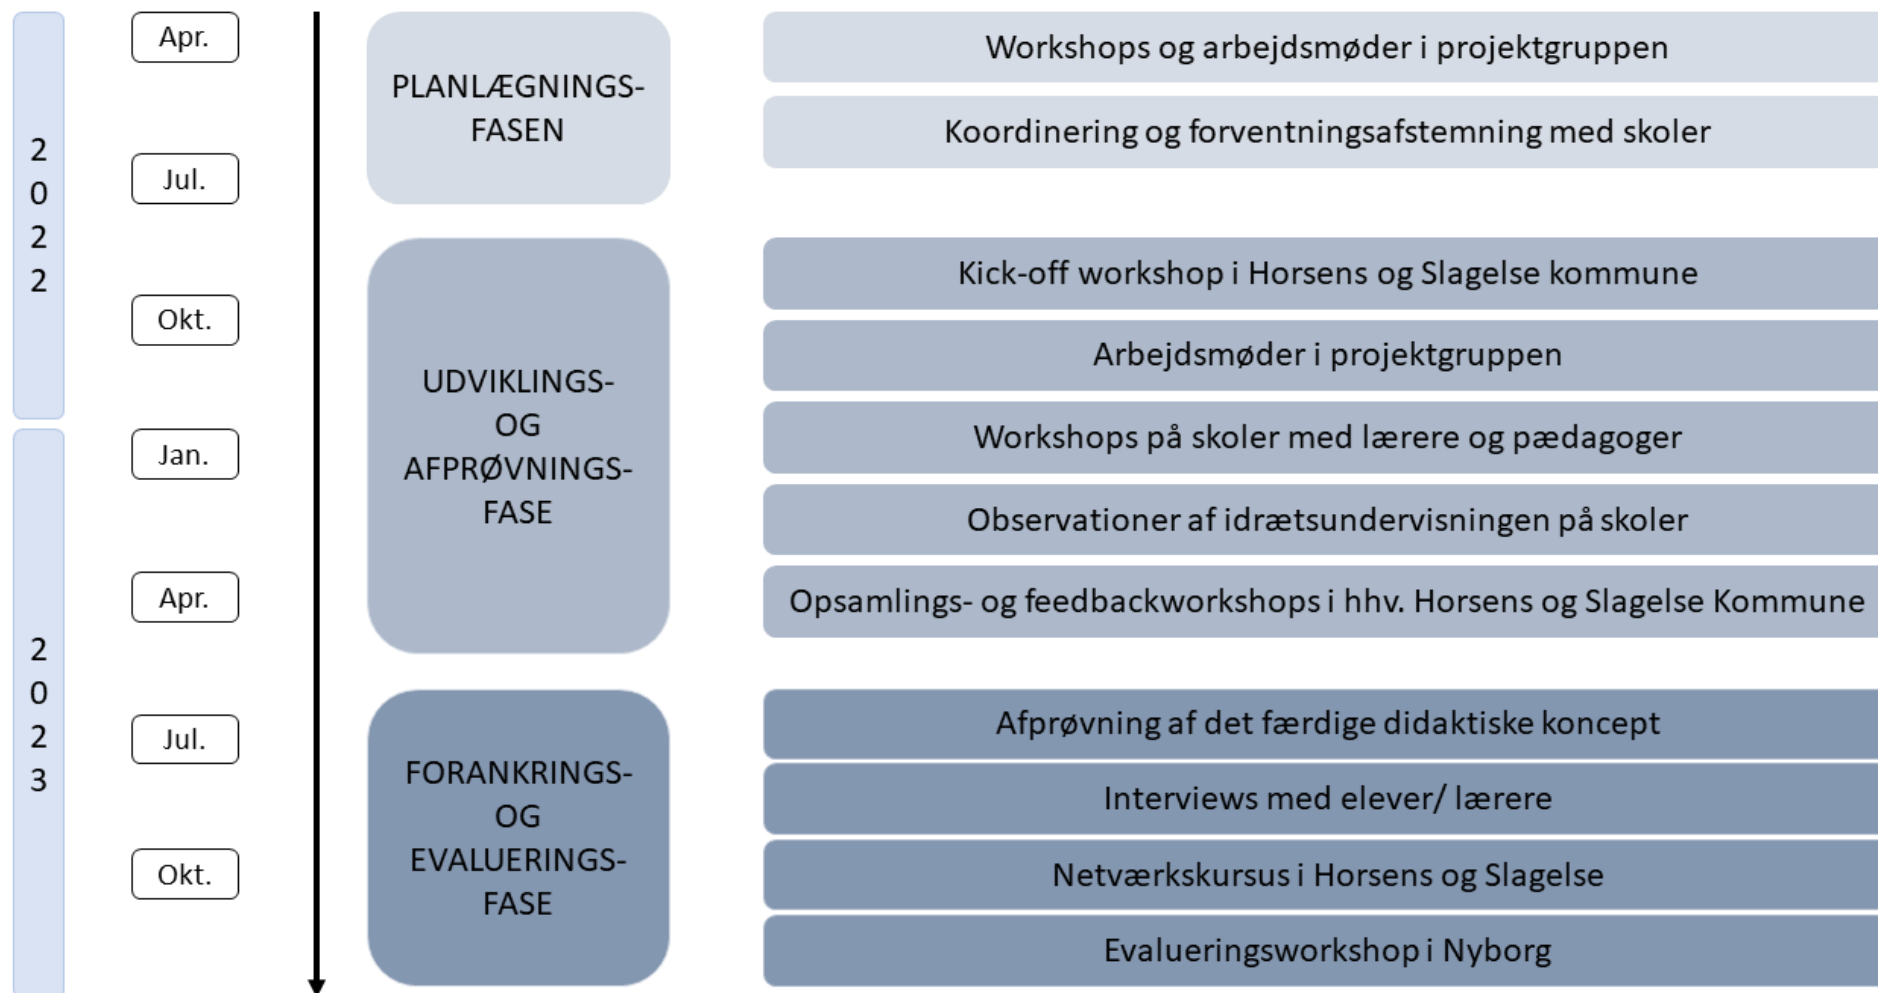 2
0
2
2
2
0
2
3
Apr.
Jul.
Okt.
Jan.
Apr.
Jul.
Okt.
PLANLÆGNINGS-
FASEN
Workshops og arbejdsmøder i projektgruppen
Koordinering og forventningsafstemning med skoler
UDVIKLINGS-
OG
AFPRØVNINGS-
FASE
Kick-off workshop i Horsens og Slagelse kommune
Arbejdsmøder i projektgruppen
Workshops på skoler med lærere og pædagoger
Observationer af idrætsundervisningen på skoler
Opsamlings- og feedbackworkshops i hhv. Horsens og Slagelse Kommune
FORANKRINGS-
OG
EVALUERINGS-
FASE
Afprøvning af det færdige didaktiske koncept
Interviews med elever/ lærere
Netværkskursus i Horsens og Slagelse
Evalueringsworkshop i Nyborg